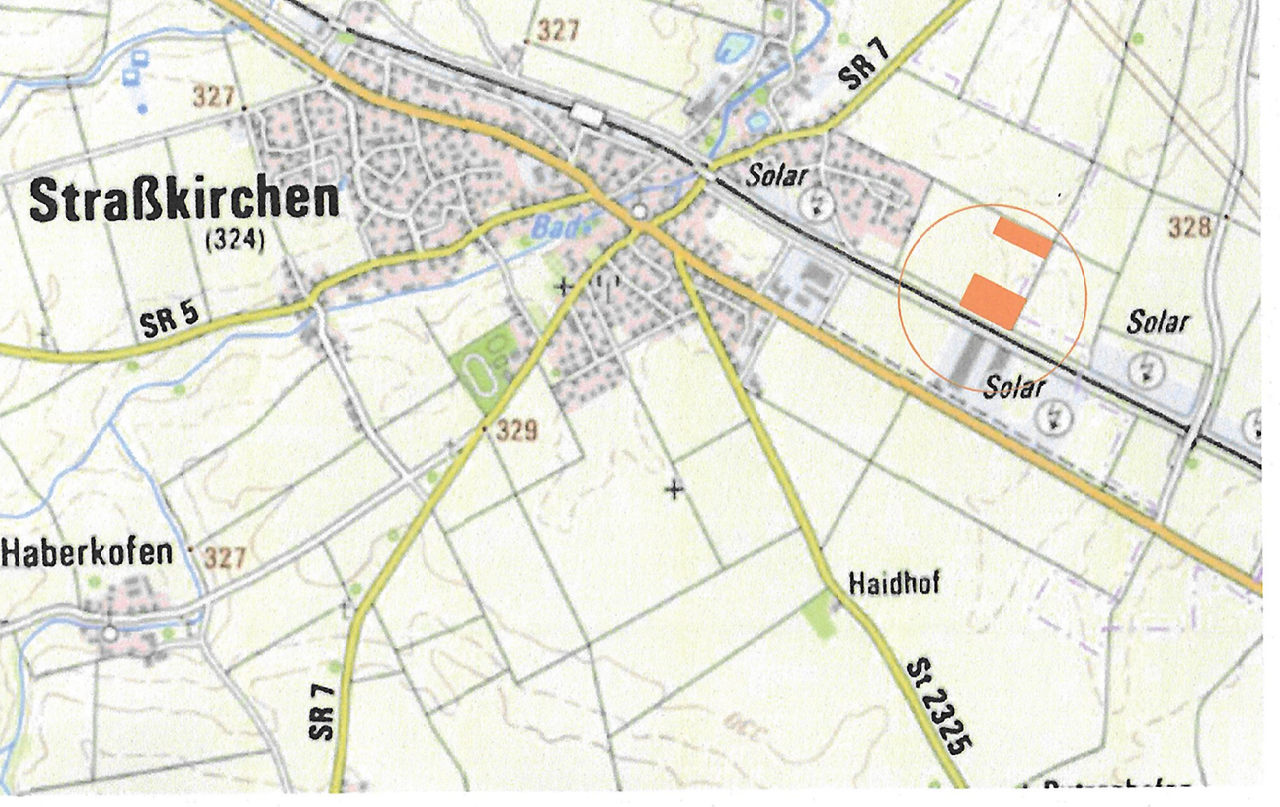 327
SR 7
327
Solar
Straßkirchen
(324)
Bad
328
SR 5
Solar
Solar
329
Haberkofen
327
Haidhof
SR 7
St 2325